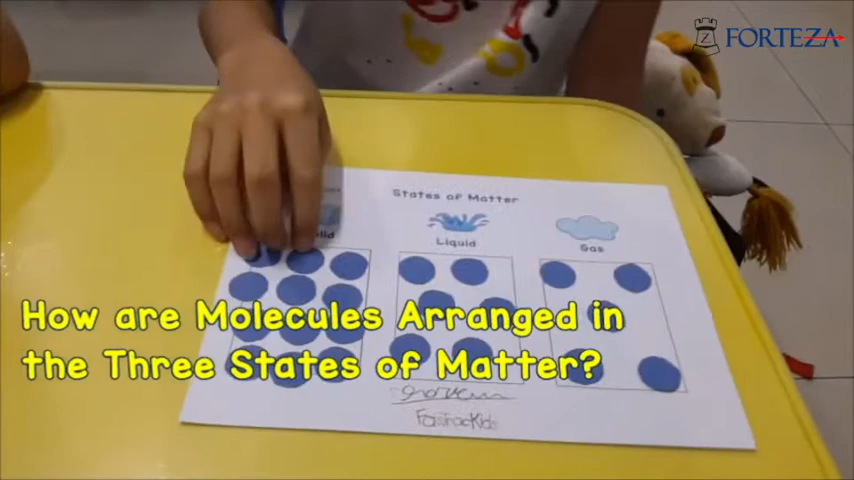 FORTEZA
States of Matter
Liquid
Gas
How are Molecules Arranged in
the Three States of Matter?